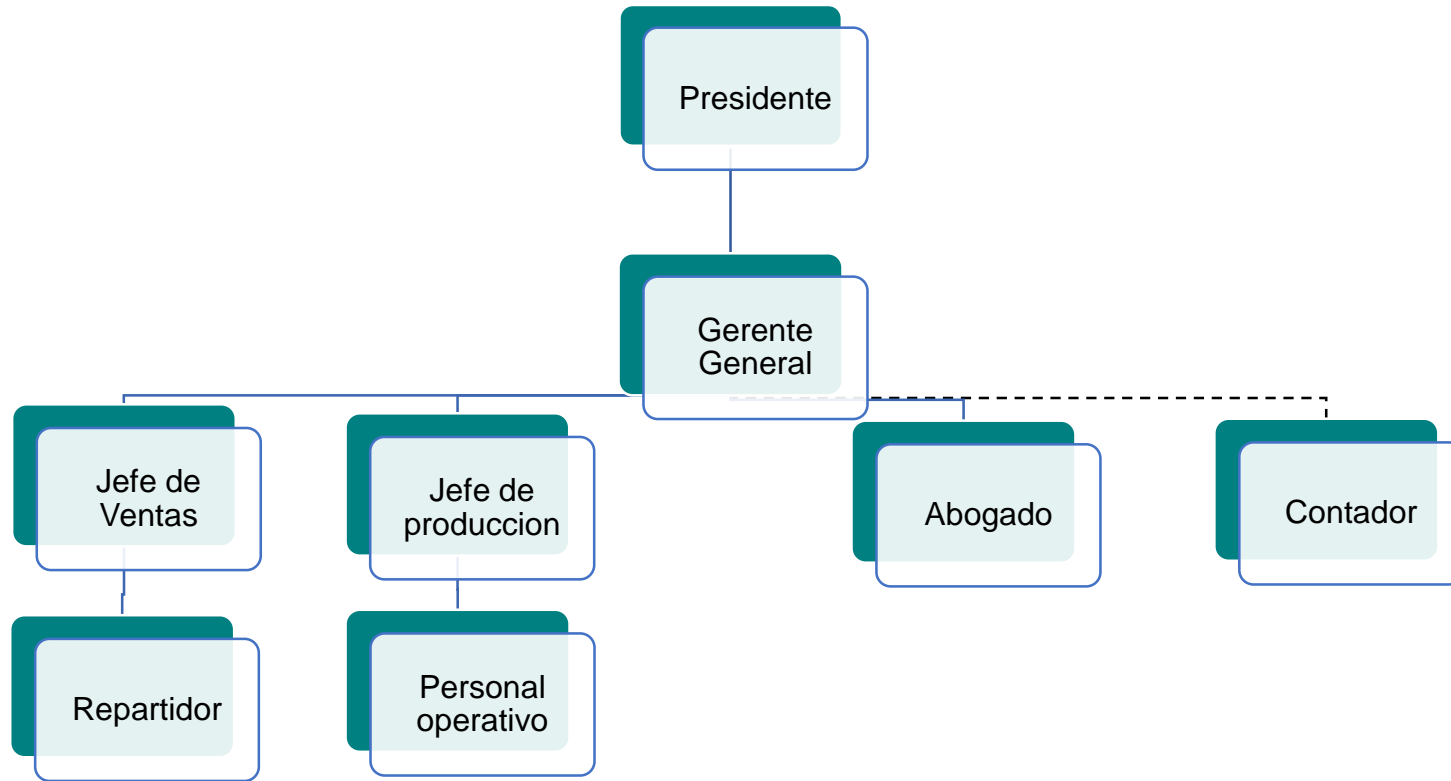 Presidente
Gerente
General
Jefe de
Ventas
Jefe de
produccion
Abogado
Contador
Repartidor
Personal
operativo